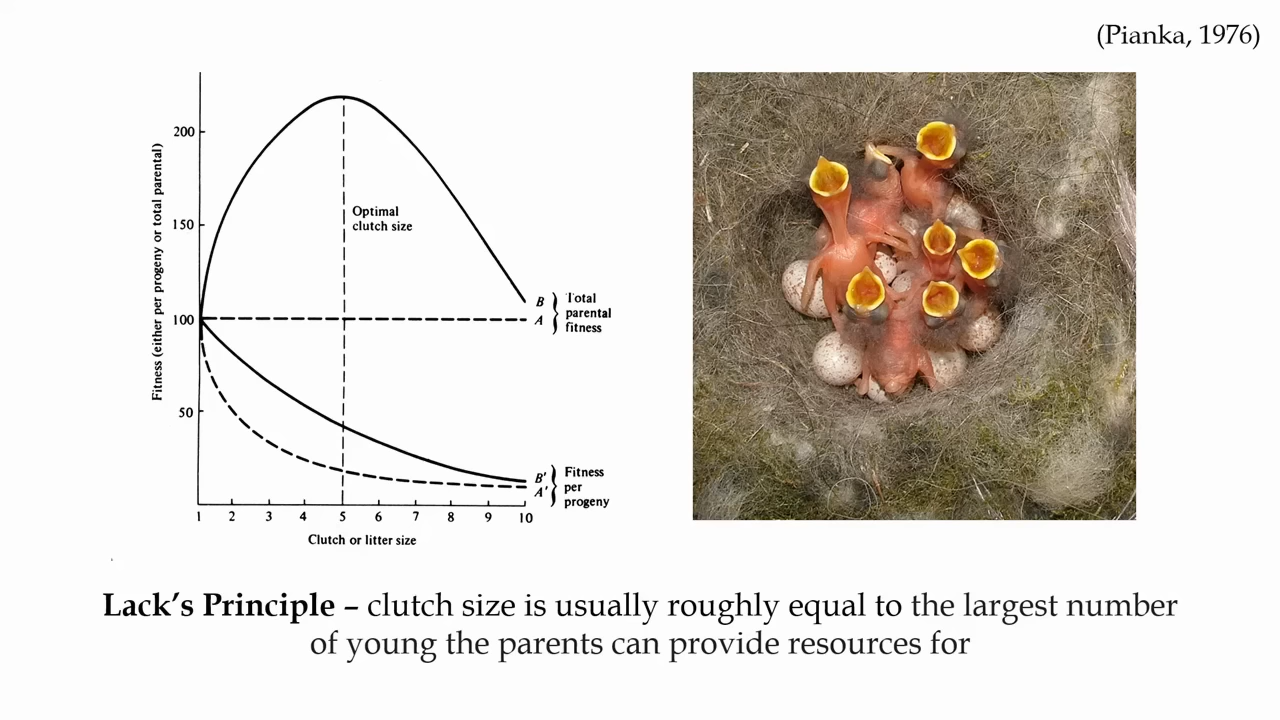 (Pianka, 1976)
Fitness (either per progeny or total parental)
200
150
100
50
Optimal
clutch size
B
A
Total
parental
fitness
B'
A'
Fitness
per
progeny
1 2 3 4 5 6 7 8 9 10
Clutch or litter size
Lack's Principle – clutch size is usually roughly equal to the largest number
of young the parents can provide resources for